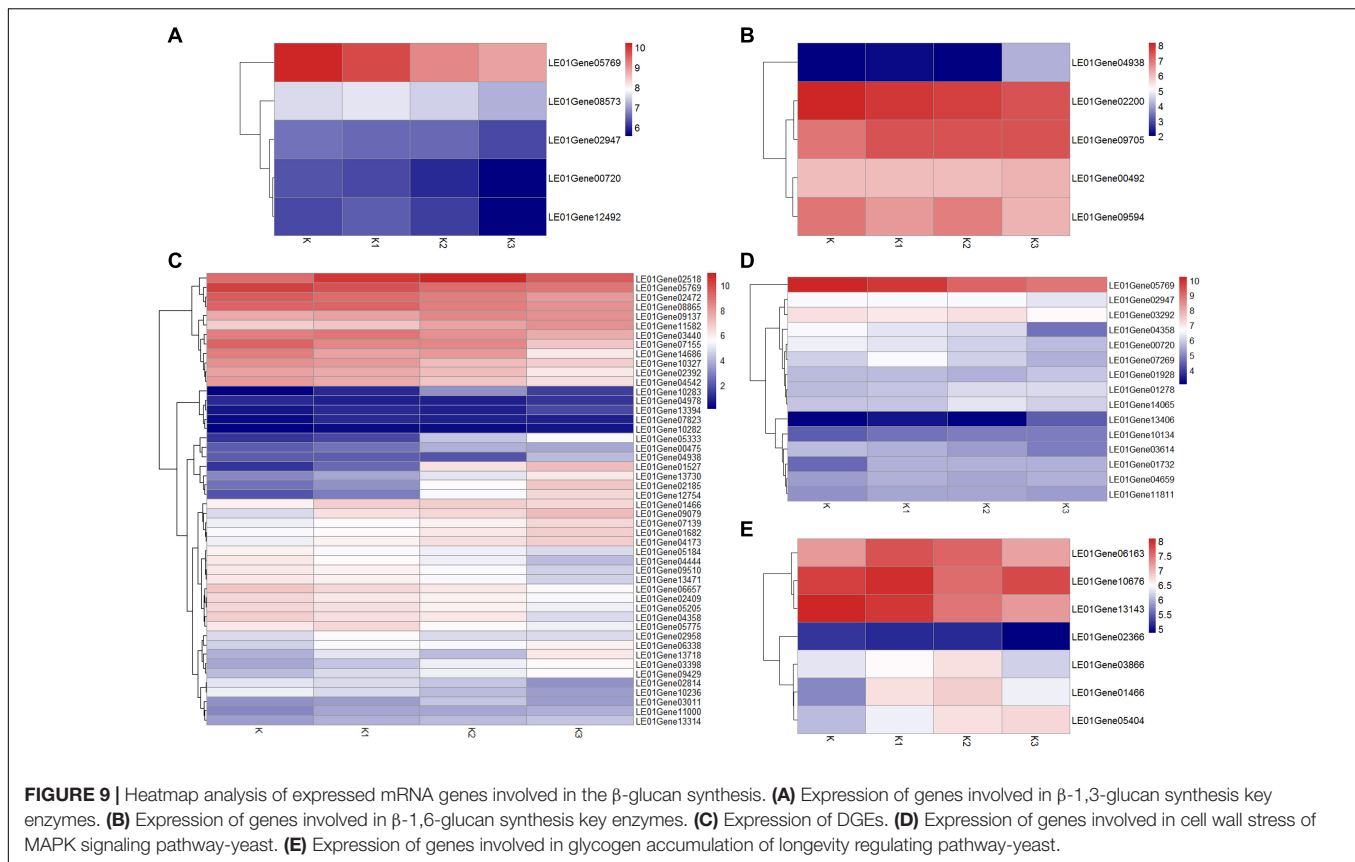 A
10
9
8
7
6
LE01Gene05769
LE01Gene08573
LE01Gene02947
LE01Gene00720
LE01Gene12492
K
K1
K2
K3
B
8
7
6
5
4
3
2
LE01Gene04938
LE01Gene02200
LE01Gene09705
LE01Gene00492
LE01Gene09594
K
K1
K2
K3
C
10
8
6
4
2
LE01Gene02518
LE01Gene05769
LE01Gene02472
LE01Gene08865
LE01Gene09137
LE01Gene11582
LE01Gene03440
LE01Gene07155
LE01Gene14686
LE01Gene10327
LE01Gene02392
LE01Gene04542
LE01Gene10283
LE01Gene04978
LE01Gene13394
LE01Gene07823
LE01Gene10282
LE01Gene05333
LE01Gene00475
LE01Gene04938
LE01Gene01527
LE01Gene13730
LE01Gene02185
LE01Gene12754
LE01Gene01466
LE01Gene09079
LE01Gene07139
LE01Gene01682
LE01Gene04173
LE01Gene05184
LE01Gene04444
LE01Gene09510
LE01Gene13471
LE01Gene06657
LE01Gene02409
LE01Gene05205
LE01Gene04358
LE01Gene05775
LE01Gene02958
LE01Gene06338
LE01Gene13718
LE01Gene03398
LE01Gene09429
LE01Gene02814
LE01Gene10236
LE01Gene03011
LE01Gene11000
LE01Gene13314
K
K1
K2
K3
D
10
9
8
7
6
5
4
LE01Gene05769
LE01Gene02947
LE01Gene03292
LE01Gene04358
LE01Gene00720
LE01Gene07269
LE01Gene01928
LE01Gene01278
LE01Gene14065
LE01Gene13406
LE01Gene10134
LE01Gene03614
LE01Gene01732
LE01Gene04659
LE01Gene11811
K
K1
K2
K3
E
8
7.5
7
6.5
6
5.5
5
LE01Gene06163
LE01Gene10676
LE01Gene13143
LE01Gene02366
LE01Gene03866
LE01Gene01466
LE01Gene05404
K
K1
K2
K3
FIGURE 9 | Heatmap analysis of expressed mRNA genes involved in the β-glucan synthesis. (A) Expression of genes involved in β-1,3-glucan synthesis key
enzymes. (B) Expression of genes involved in β-1,6-glucan synthesis key enzymes. (C) Expression of DGEs. (D) Expression of genes involved in cell wall stress of
MAPK signaling pathway-yeast. (E) Expression of genes involved in glycogen accumulation of longevity regulating pathway-yeast.